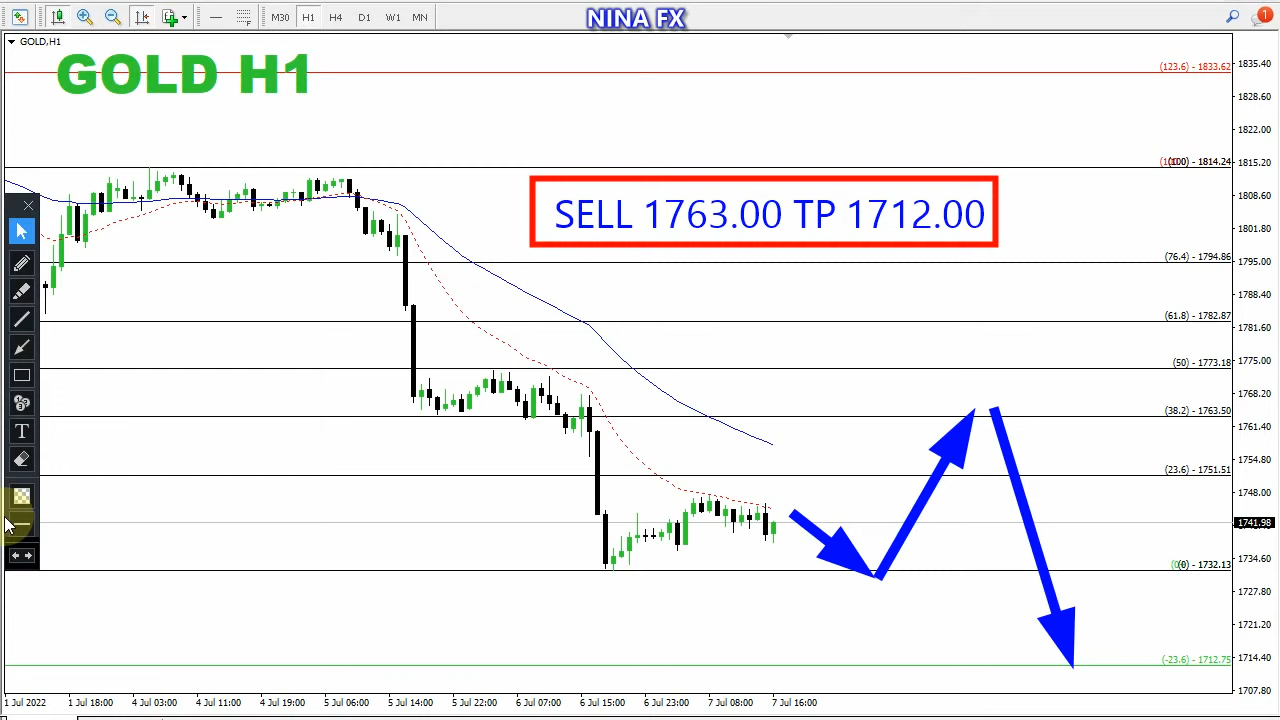 M30 H1 H4 D1 W1 MN
NINA FX
1
GOLD,H1
GOLD H1
(123.6) - 1833.62
1835.40
1828.60
1822.00
(100) - 1814.24
1815.20
SELL 1763.00 TP 1712.00
1808.60
1801.80
(76.4) - 1794.86
1795.00
1788.40
(61.8) - 1782.87
1781.60
(50) - 1773.18
1775.00
1768.20
(38.2) - 1763.50
1761.40
1754.80
(23.6) - 1751.51
1748.00
1741.98
T
(0) - 1732.13
1734.60
1727.80
1721.20
(-23.6) - 1712.75
1714.40
1707.80
1 Jul 2022 1 Jul 18:00 4 Jul 03:00 4 Jul 11:00 4 Jul 19:00 5 Jul 06:00 5 Jul 14:00 5 Jul 22:00 6 Jul 07:00 6 Jul 15:00 6 Jul 23:00 7 Jul 08:00 7 Jul 16:00